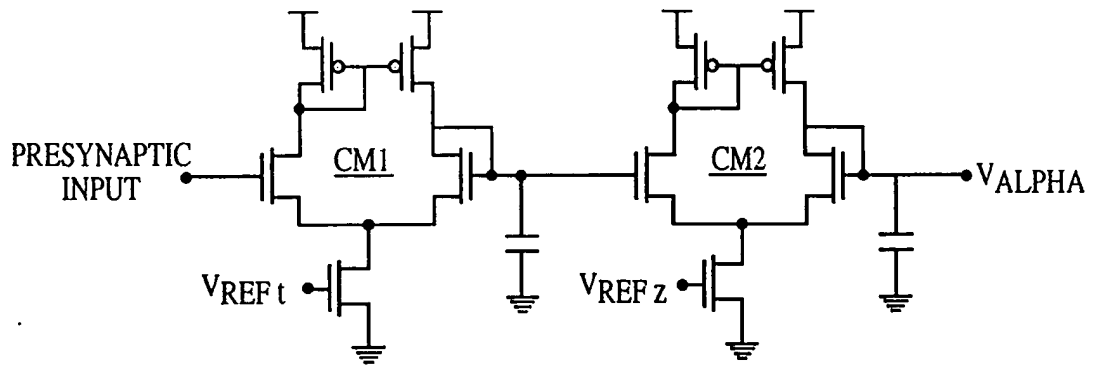 PRESYNAPTIC
INPUT
CM1
CM2
VALPHA
VREF t
VREF z